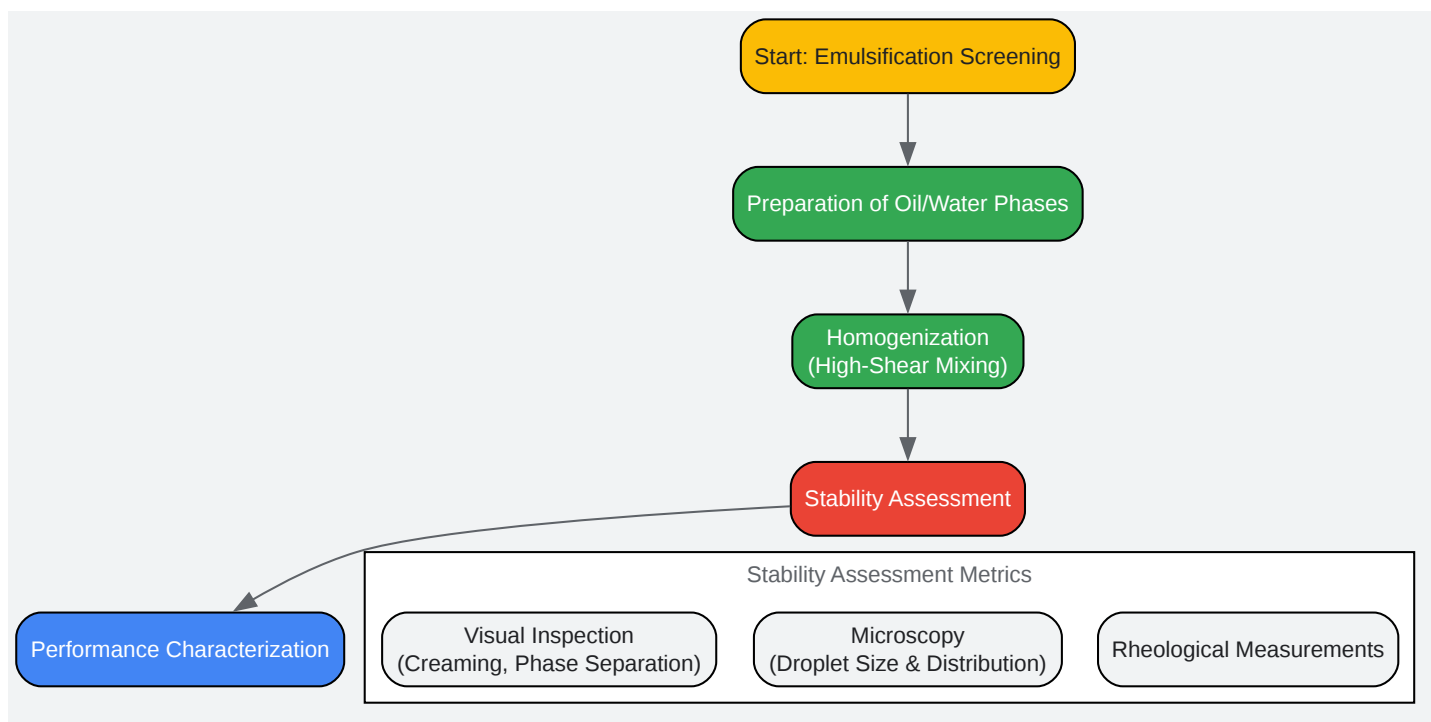 Start: Emulsification Screening
Preparation of Oil/Water Phases
Homogenization
(High-Shear Mixing)
Stability Assessment
Stability Assessment Metrics
Performance Characterization
Visual Inspection
(Creaming, Phase Separation)
Microscopy
(Droplet Size & Distribution)
Rheological Measurements